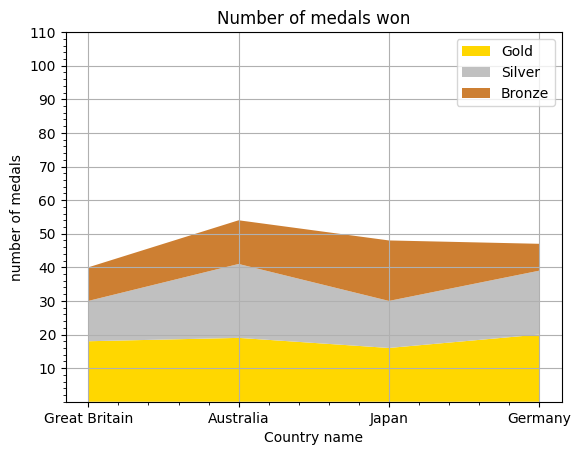 Number of medals won
Gold
Silver
Bronze
110
100
90
80
70
60
50
40
30
20
10
number of medals
Great Britain Australia Japan Germany
Country name